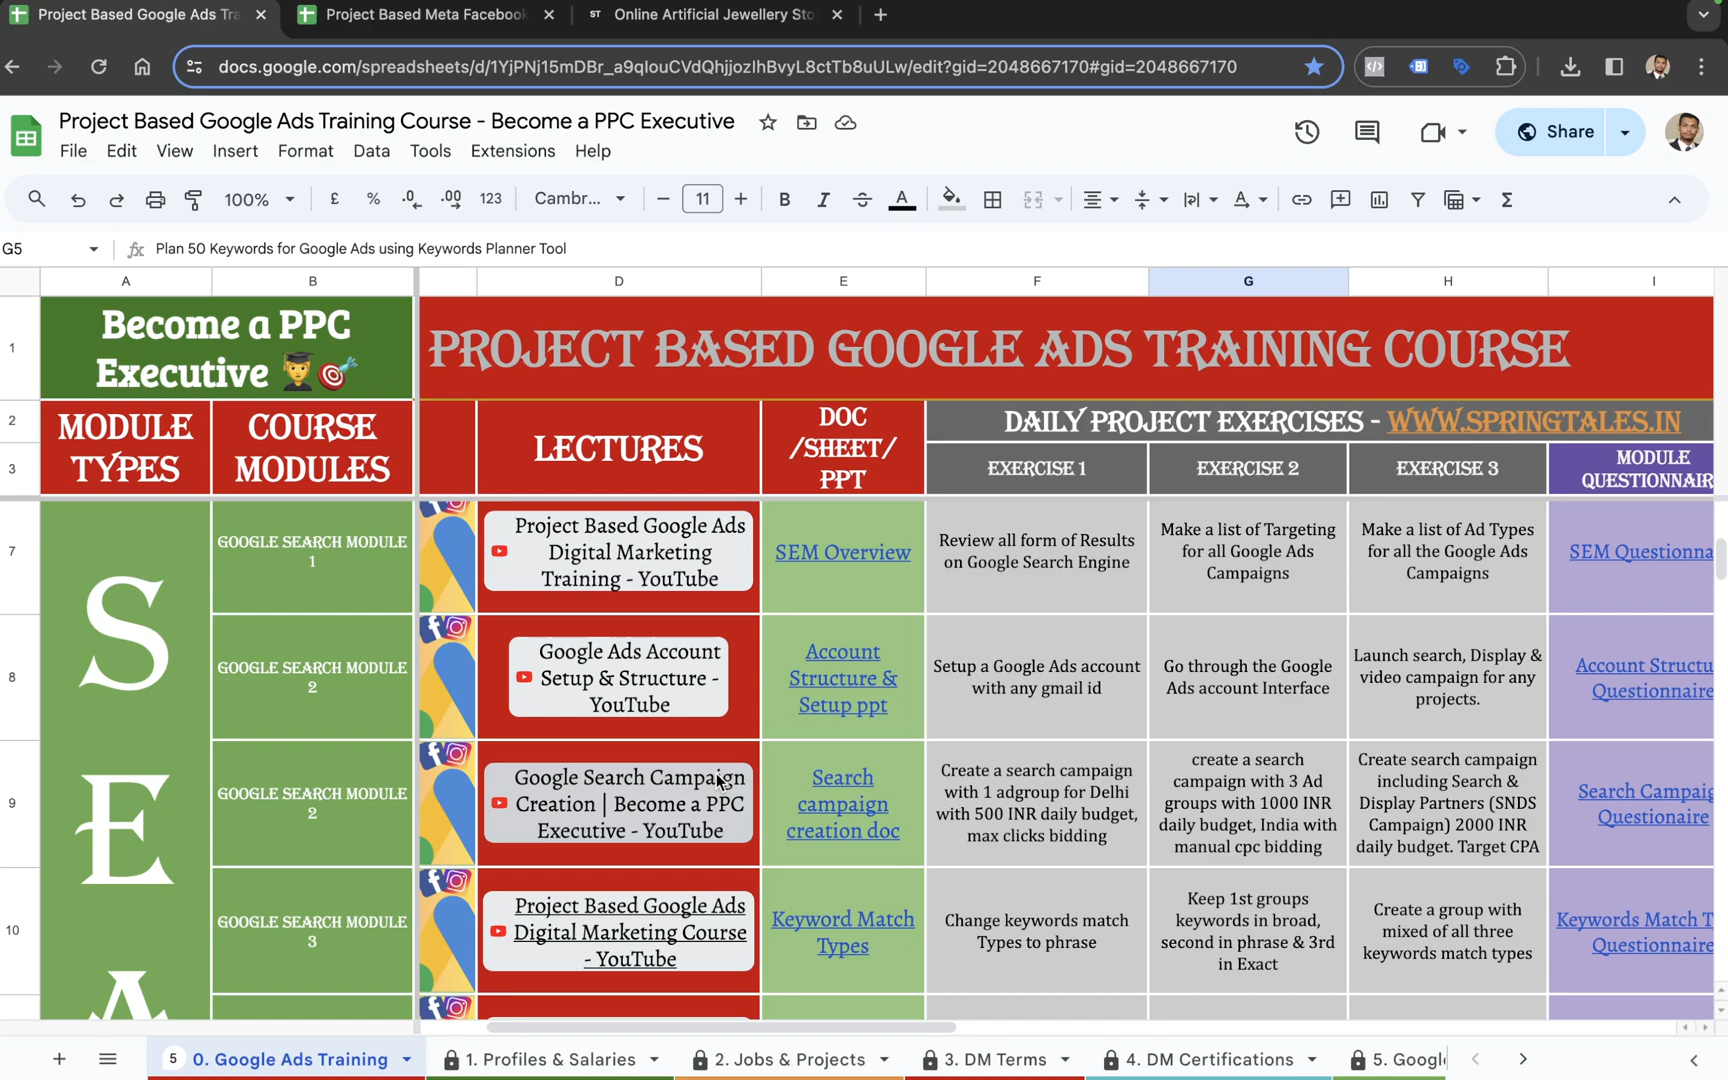 Project Based Google Ads Tra
Project Based Meta Facebook
ST Online Artificial Jewellery Sto
docs.google.com/spreadsheets/d/1YjPNj15mDBr_a9qIouCVdQhjjozIhBvyL8ctTb8uULw/edit?gid=2048667170#gid=2048667170
Project Based Google Ads Training Course - Become a PPC Executive
File Edit View Insert Format Data Tools Extensions Help
Share
100% £ % .0 .00 123 Cambr... 11 B I A
G5 fx Plan 50 Keywords for Google Ads using Keywords Planner Tool
A B D E F G H I
1
Become a PPC
Executive
PROJECT BASED GOOGLE ADS TRAINING COURSE
2
3
MODULE
TYPES
COURSE
MODULES
LECTURES
DOC
/SHEET/
PPT
DAILY PROJECT EXERCISES - WWW.SPRINGTALES.IN
EXERCISE 1
EXERCISE 2
EXERCISE 3
MODULE
QUESTIONNAIR
S
E
A
7
GOOGLE SEARCH MODULE
1
Project Based Google Ads
Digital Marketing
Training - YouTube
SEM Overview
Review all form of Results
on Google Search Engine
Make a list of Targeting
for all Google Ads
Campaigns
Make a list of Ad Types
for all the Google Ads
Campaigns
SEM Questionna
8
GOOGLE SEARCH MODULE
2
Google Ads Account
Setup & Structure -
YouTube
Account
Structure &
Setup ppt
Setup a Google Ads account
with any gmail id
Go through the Google
Ads account Interface
Launch search, Display &
video campaign for any
projects.
Account Structu
Questionnaire
9
GOOGLE SEARCH MODULE
2
Google Search Campaign
Creation | Become a PPC
Executive - YouTube
Search
campaign
creation doc
Create a search campaign
with 1 adgroup for Delhi
with 500 INR daily budget,
max clicks bidding
create a search
campaign with 3 Ad
groups with 1000 INR
daily budget, India with
manual cpc bidding
Create search campaign
including Search &
Display Partners (SNDS
Campaign) 2000 INR
daily budget. Target CPA
Search Campaig
Questionaire
10
GOOGLE SEARCH MODULE
3
Project Based Google Ads
Digital Marketing Course
- YouTube
Keyword Match
Types
Change keywords match
Types to phrase
Keep 1st groups
keywords in broad,
second in phrase & 3rd
in Exact
Create a group with
mixed of all three
keywords match types
Keywords Match T
Questionnaire
5 0. Google Ads Training
1. Profiles & Salaries
2. Jobs & Projects
3. DM Terms
4. DM Certifications
5. Googl